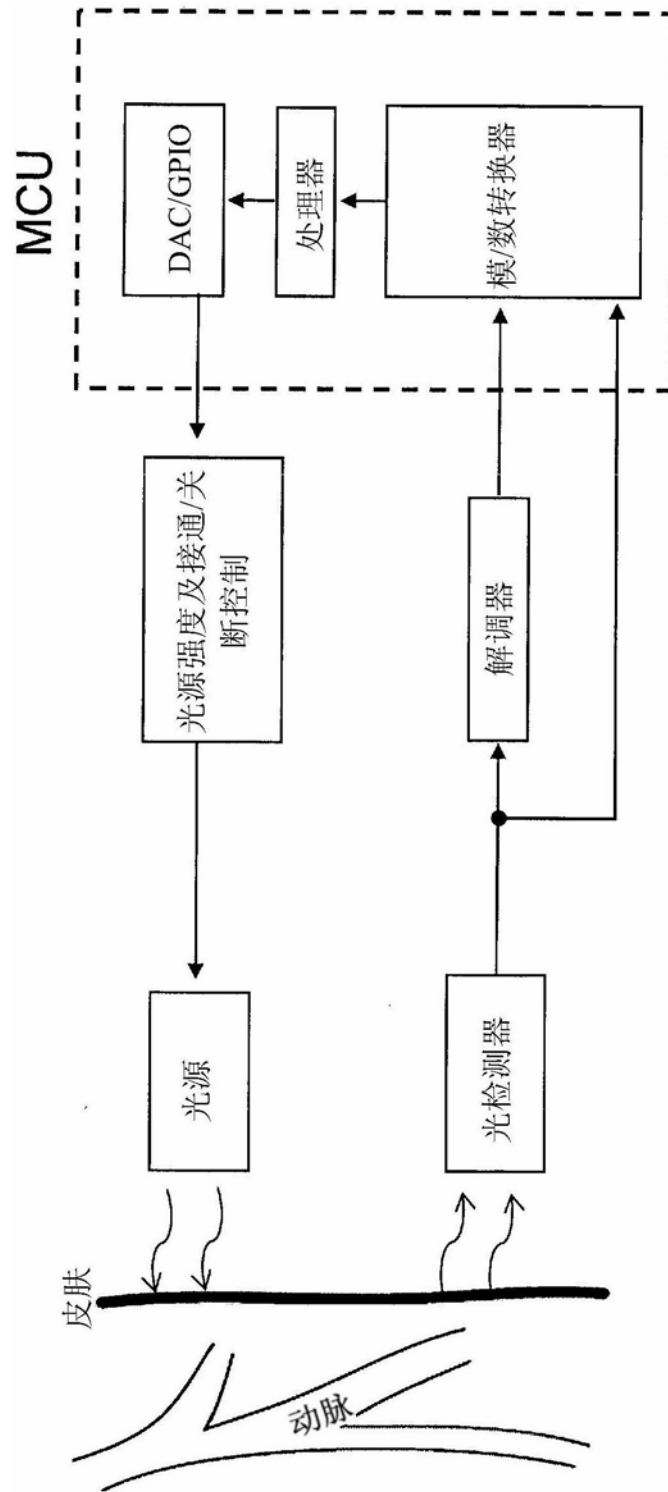 MCU
DAC/GPIO
处理器
模/数转换器
光源强度及接通/关
断控制
解调器
光源
光检测器
皮肤
动脉